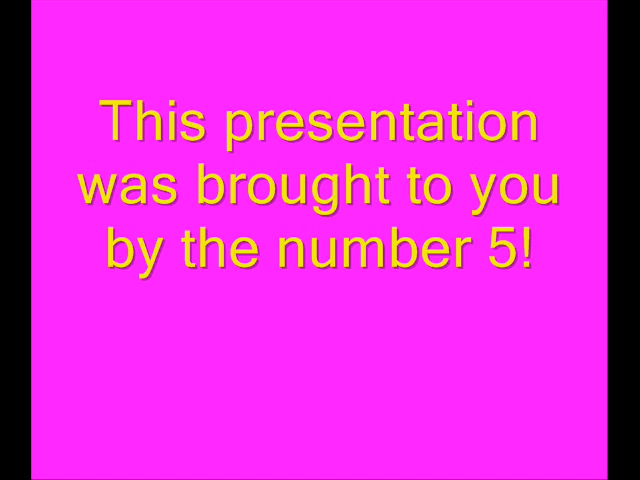 This presentation
was brought to you
by the number 5!